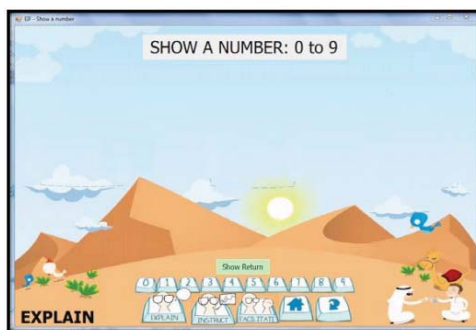 EIF - Show a number
SHOW A NUMBER: 0 to 9
Show Return
0 1 2 3 4 5 6 7 8 9
EXPLAIN INSTRUCT FACILITATE
EXPLAIN